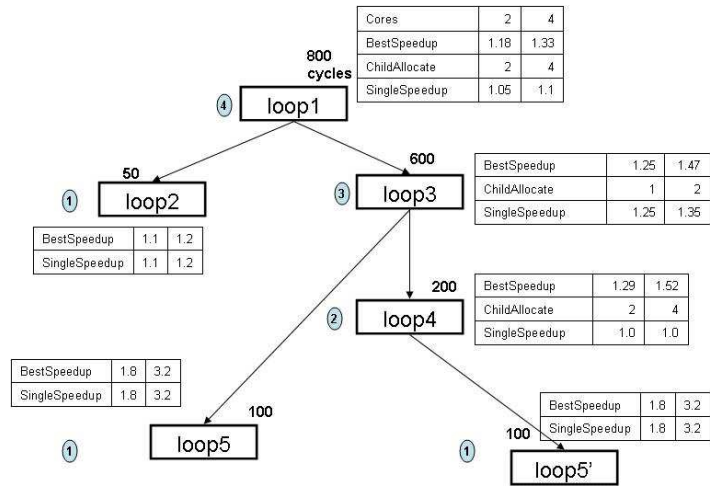 Cores 2 4
BestSpeedup 1.18 1.33
ChildAllocate 2 4
SingleSpeedup 1.05 1.1
800
cycles
4
loop1
50
1
loop2
BestSpeedup 1.1 1.2
SingleSpeedup 1.1 1.2
600
3
loop3
BestSpeedup 1.25 1.47
ChildAllocate 1 2
SingleSpeedup 1.25 1.35
200
2
loop4
BestSpeedup 1.29 1.52
ChildAllocate 2 4
SingleSpeedup 1.0 1.0
BestSpeedup 1.8 3.2
SingleSpeedup 1.8 3.2
100
1
loop5
BestSpeedup 1.8 3.2
SingleSpeedup 1.8 3.2
100
1
loop5'